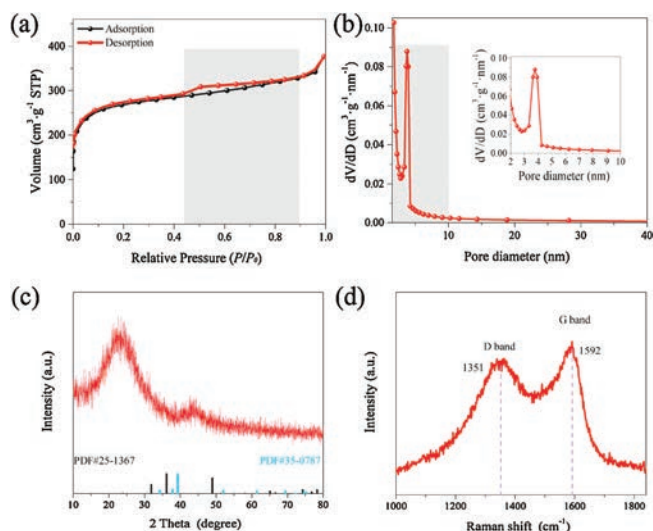 (a)
Adsorption
Desorption
Volume (cm³·g⁻¹ STP)
400
300
200
100
0
0.0 0.2 0.4 0.6 0.8 1.0
Relative Pressure (P/P₀)
(b)
dV/dD (cm³·g⁻¹·nm⁻¹)
0.10
0.08
0.06
0.04
0.02
0.00
10 20 30 40
Pore diameter (nm)
dV/dD (cm³·g⁻¹·nm⁻¹)
0.10
0.08
0.06
0.04
0.02
0.00
2 3 4 5 6 7 8 9 10
Pore diameter (nm)
(c)
Intensity (a.u.)
PDF#25-1367
PDF#35-0787
10 20 30 40 50 60 70 80
2 Theta (degree)
(d)
Intensity (a.u.)
G band
D band
1592
1351
1000 1200 1400 1600 1800
Raman shift (cm⁻¹)